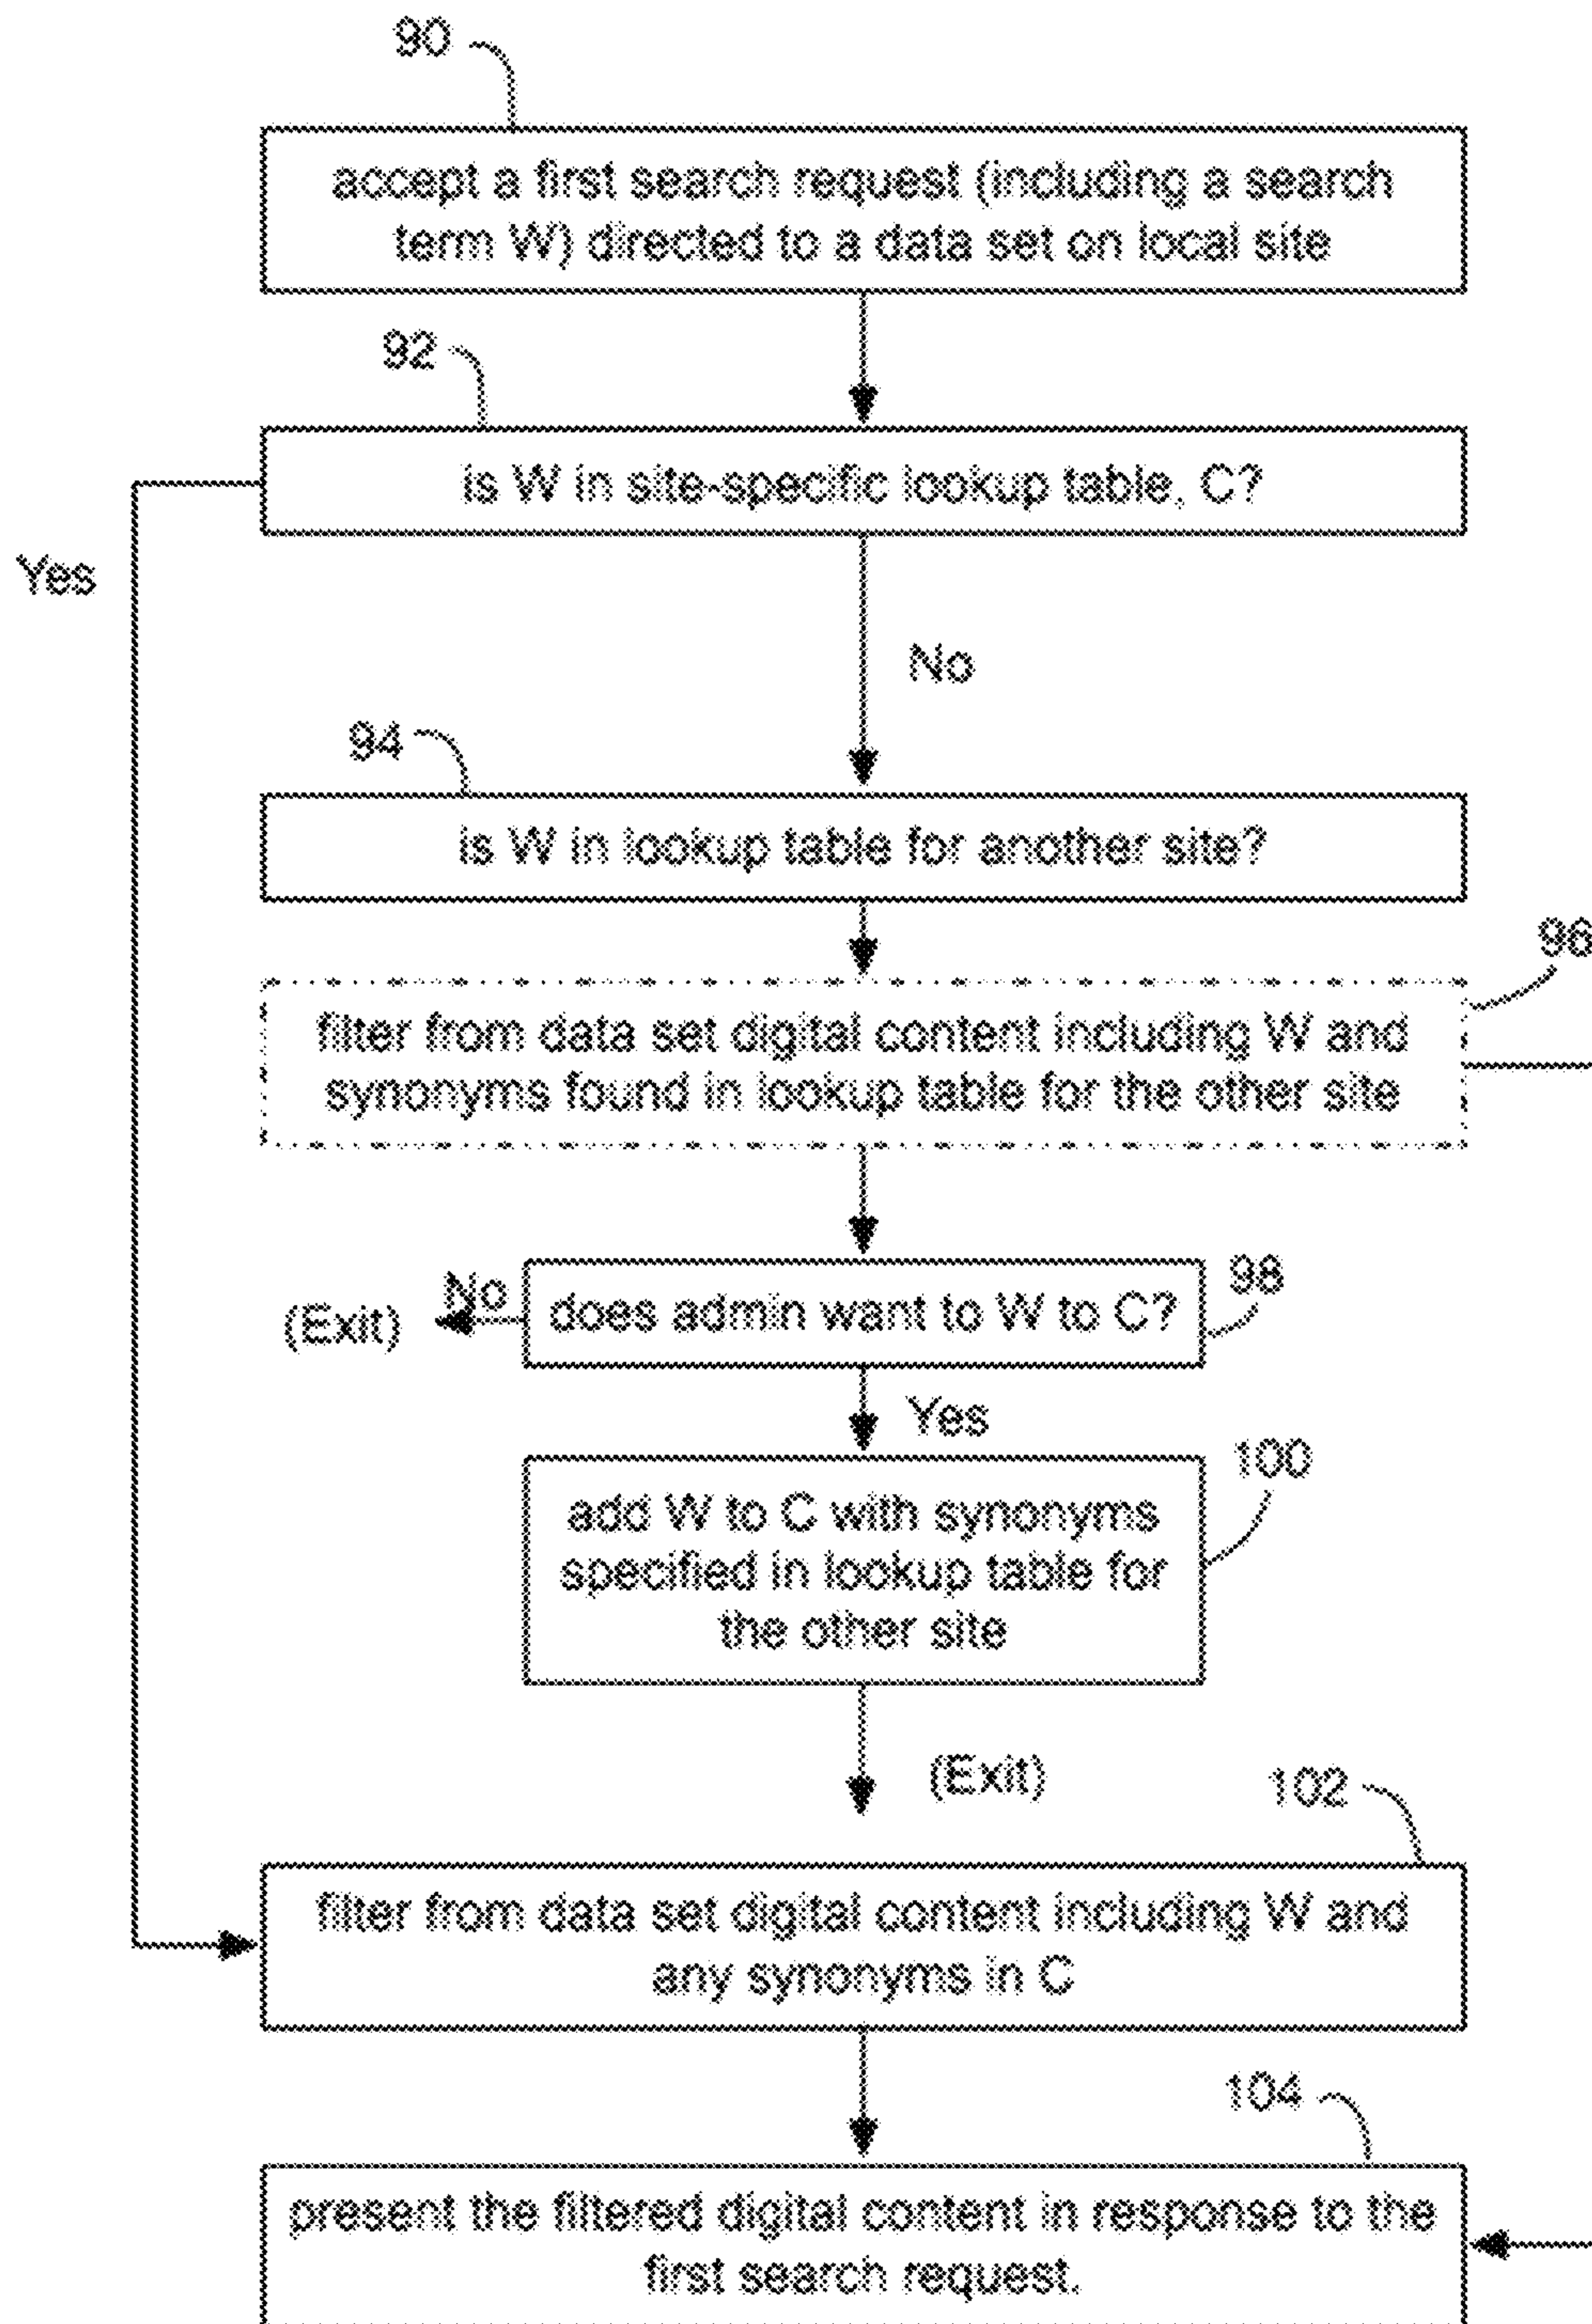 90
accept a first search request (including a search
term W) directed to a data set on local site
92
is W in site-specific lookup table, C?
Yes
No
94
is W in lookup table for another site?
96
filter from data set digital content including W and
synonyms found in lookup table for the other site
98
(Exit)
No
does admin want to W to C?
Yes
100
add W to C with synonyms
specified in lookup table for
the other site
(Exit)
102
filter from data set digital content including W and
any synonyms in C
104
present the filtered digital content in response to the
first search request.